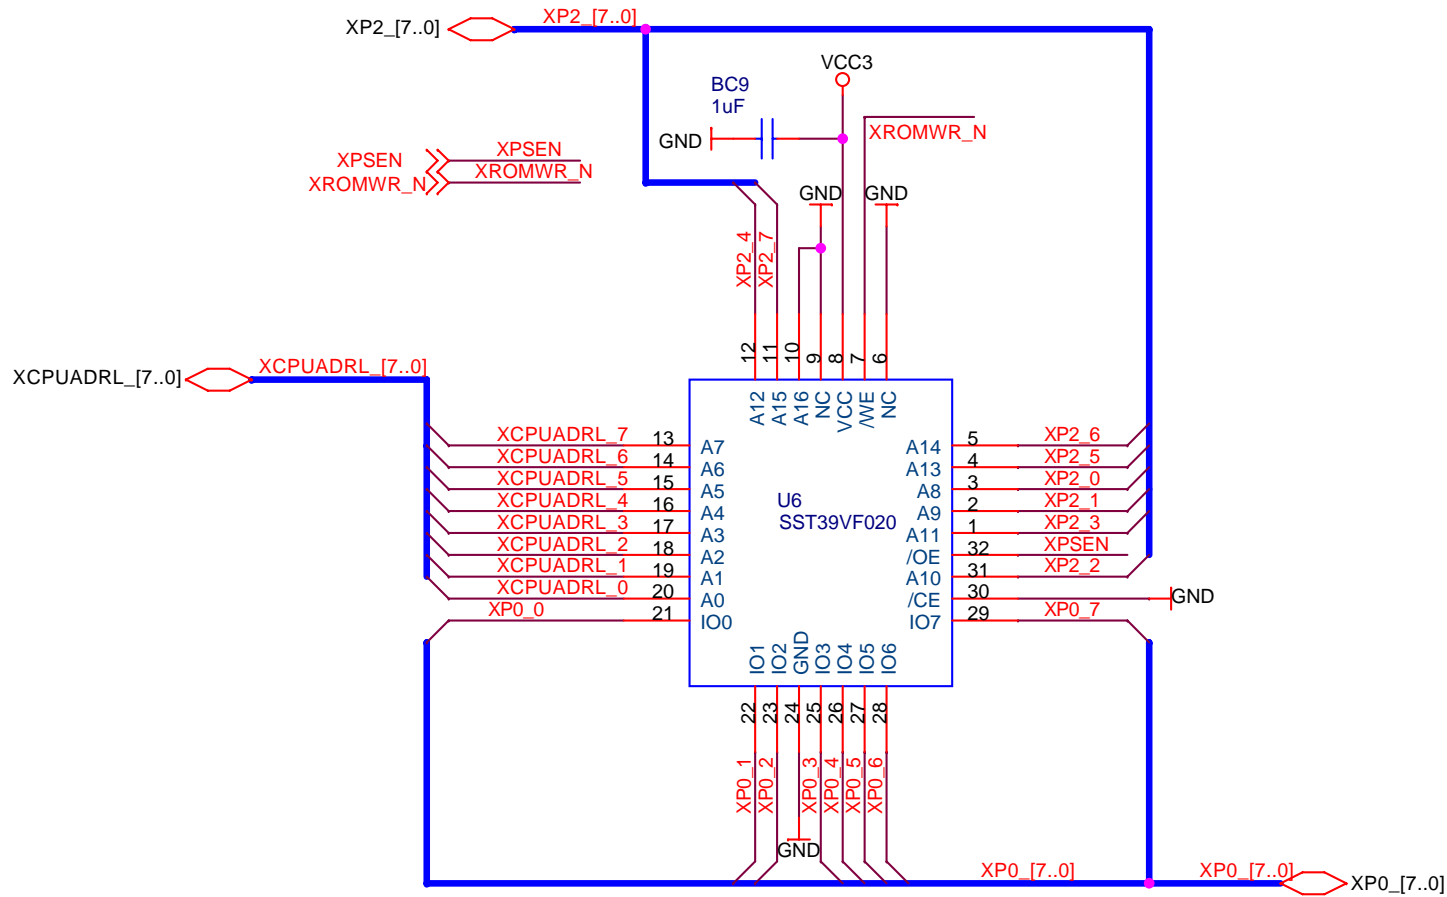 XP2_[7..0]
XP2_[7..0]
VCC3
BC9
1uF
GND
XROMWR_N
XPSEN
XPSEN
XROMWR_N
XROMWR_N
GND
GND
XP2_4
XP2_7
12
11
10
9
8
7
6
XCPUADRL_[7..0]
XCPUADRL_[7..0]
A12
A15
A16
NC
VCC
/WE
NC
XCPUADRL_7 13 A7
A14 5 XP2_6
XCPUADRL_6 14 A6
A13 4 XP2_5
XCPUADRL_5 15 A5
A8 3 XP2_0
XCPUADRL_4 16 A4
A9 2 XP2_1
XCPUADRL_3 17 A3
A11 1 XP2_3
XCPUADRL_2 18 A2
/OE 32 XPSEN
XCPUADRL_1 19 A1
A10 31 XP2_2
XCPUADRL_0 20 A0
/CE 30 GND
XP0_0 21 IO0
IO7 29 XP0_7
U6
SST39VF020
IO1
IO2
GND
IO3
IO4
IO5
IO6
22
23
24
25
26
27
28
XP0_1
XP0_2
XP0_3
XP0_4
XP0_5
XP0_6
GND
XP0_[7..0]
XP0_[7..0]
XP0_[7..0]